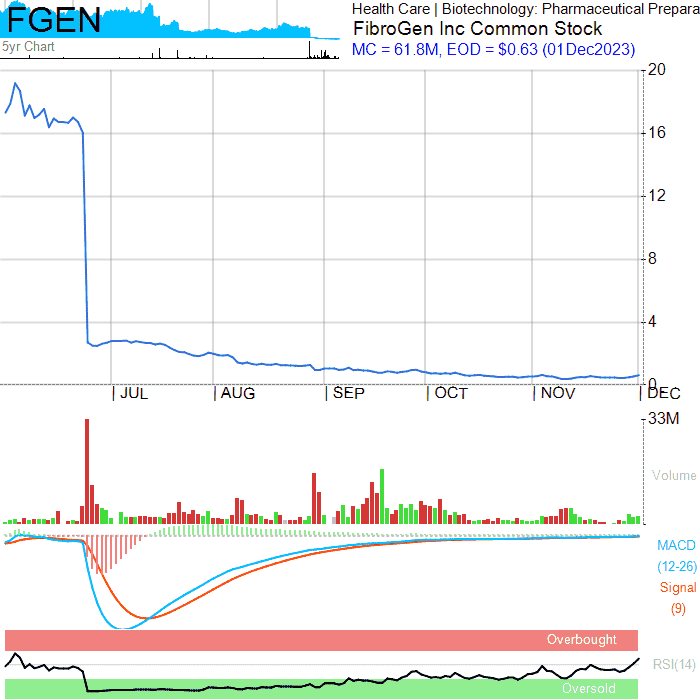 FGEN
5yr Chart
Health Care | Biotechnology: Pharmaceutical Prepara
FibroGen Inc Common Stock
MC = 61.8M, EOD = $0.63 (01Dec2023)
20
16
12
8
4
0
| JUL | AUG | SEP | OCT | NOV | DEC
33M
Volume
MACD
(12-26)
Signal
(9)
Overbought
RSI(14)
Oversold